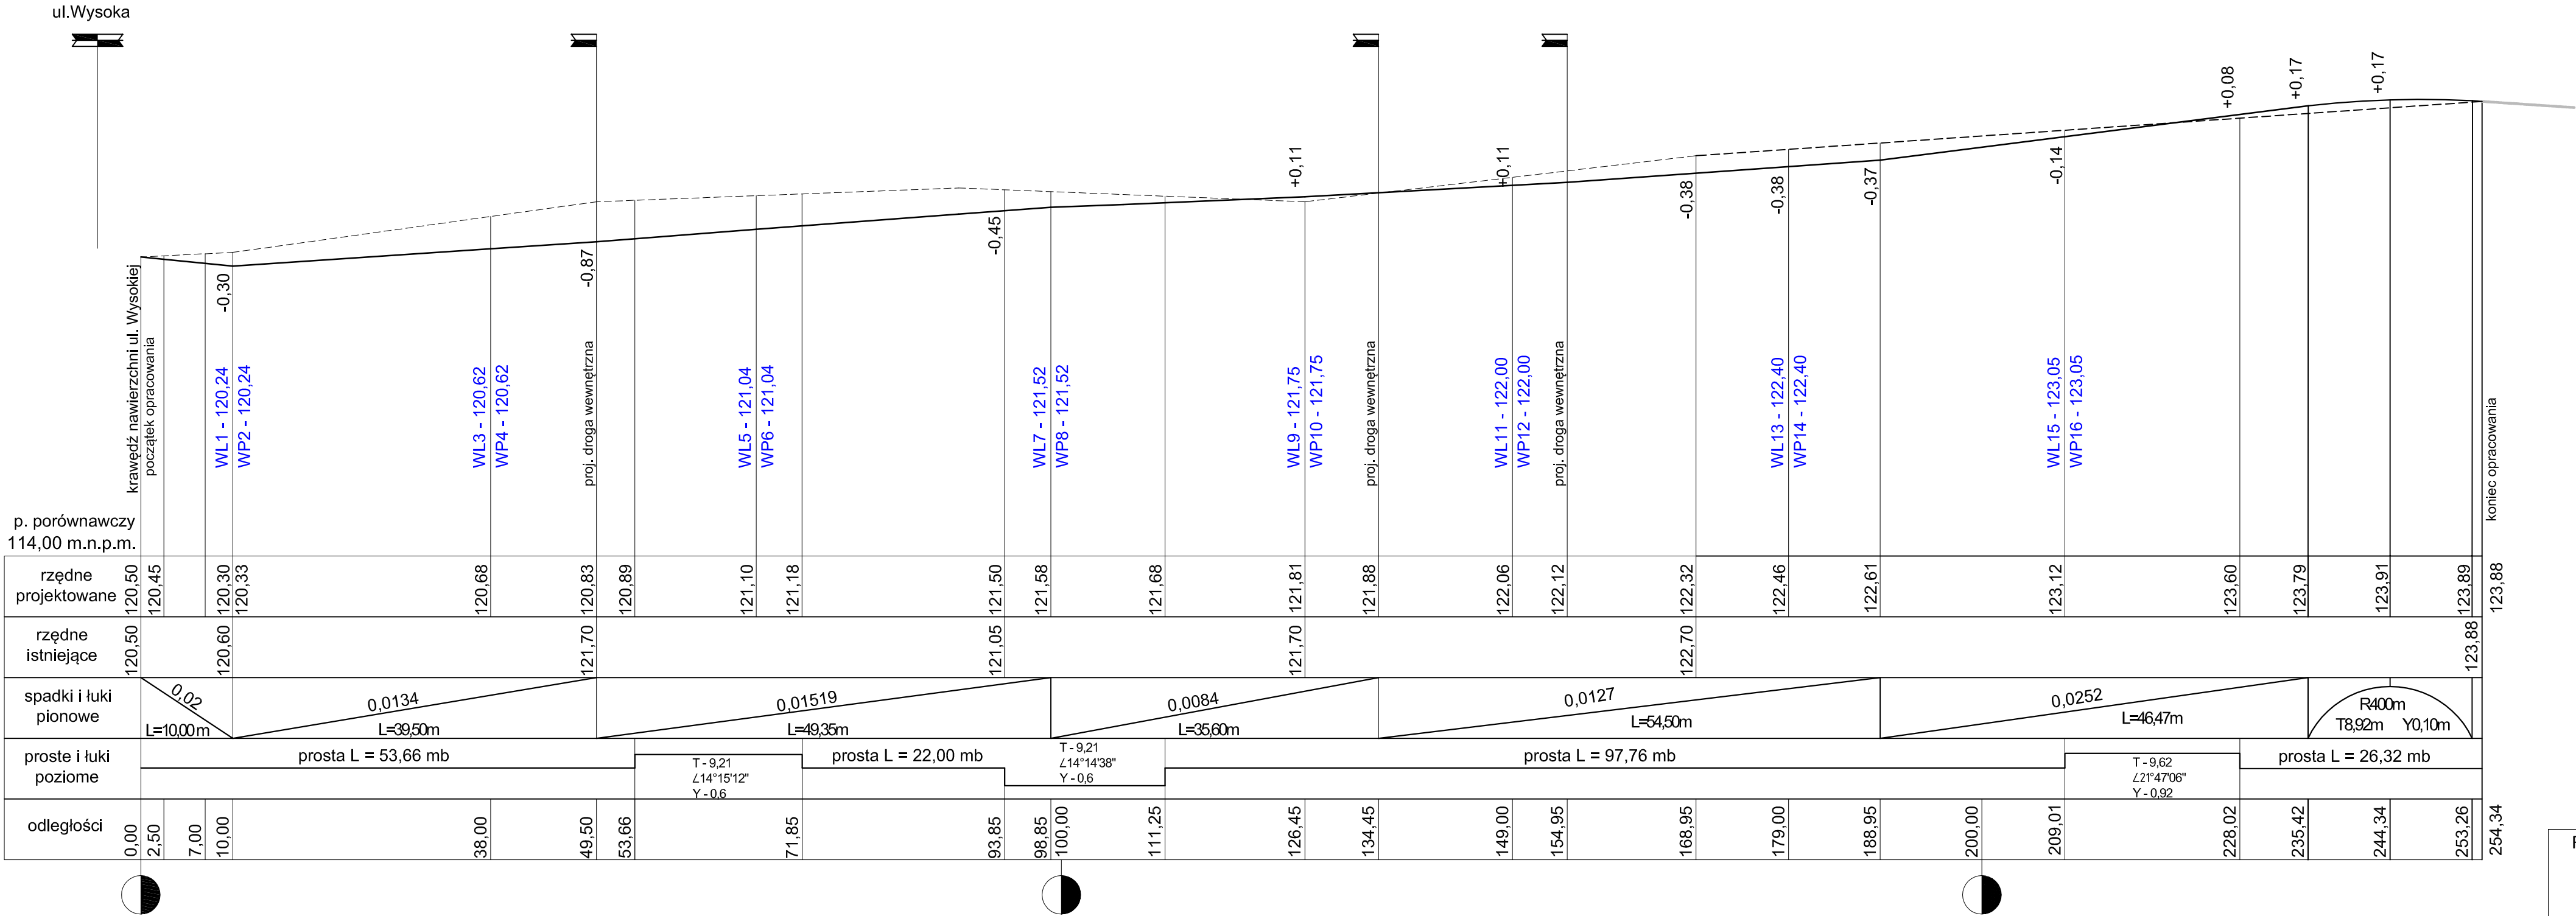 ul.Wysoka
+0,08
+0,17
+0,17
+0,11
+0,11
-0,14
-0,45
-0,38
-0,38
-0,37
-0,30
-0,87
krawędź nawierzchni ul. Wysokiej
początek opracowania
WL1 - 120,24
WP2 - 120,24
WL3 - 120,62
WP4 - 120,62
proj. droga wewnętrzna
WL5 - 121,04
WP6 - 121,04
WL7 - 121,52
WP8 - 121,52
WL9 - 121,75
WP10 - 121,75
proj. droga wewnętrzna
WL11 - 122,00
WP12 - 122,00
proj. droga wewnętrzna
WL13 - 122,40
WP14 - 122,40
WL15 - 123,05
WP16 - 123,05
koniec opracowania
p. porównawczy
114,00 m.n.p.m.
rzędne
projektowane
120,50
120,45
120,30
120,33
120,68
120,83
120,89
121,10
121,18
121,50
121,58
121,68
121,81
121,88
122,06
122,12
122,32
122,46
122,61
123,12
123,60
123,79
123,91
123,89
123,88
rzędne
istniejące
120,50
120,60
121,70
121,05
121,70
122,70
123,88
spadki i łuki
pionowe
0,02
L=10,00m
0,0134
L=39,50m
0,01519
L=49,35m
0,0084
L=35,60m
0,0127
L=54,50m
0,0252
L=46,47m
R400m
T8,92m Y0,10m
proste i łuki
poziome
prosta L = 53,66 mb
T - 9,21
∠14°15'12"
Y - 0,6
prosta L = 22,00 mb
T - 9,21
∠14°14'38"
Y - 0,6
prosta L = 97,76 mb
T - 9,62
∠21°47'06"
Y - 0,92
prosta L = 26,32 mb
odległości
0,00
2,50
7,00
10,00
38,00
49,50
53,66
71,85
93,85
98,85
100,00
111,25
126,45
134,45
149,00
154,95
168,95
179,00
188,95
200,00
209,01
228,02
235,42
244,34
253,26
254,34